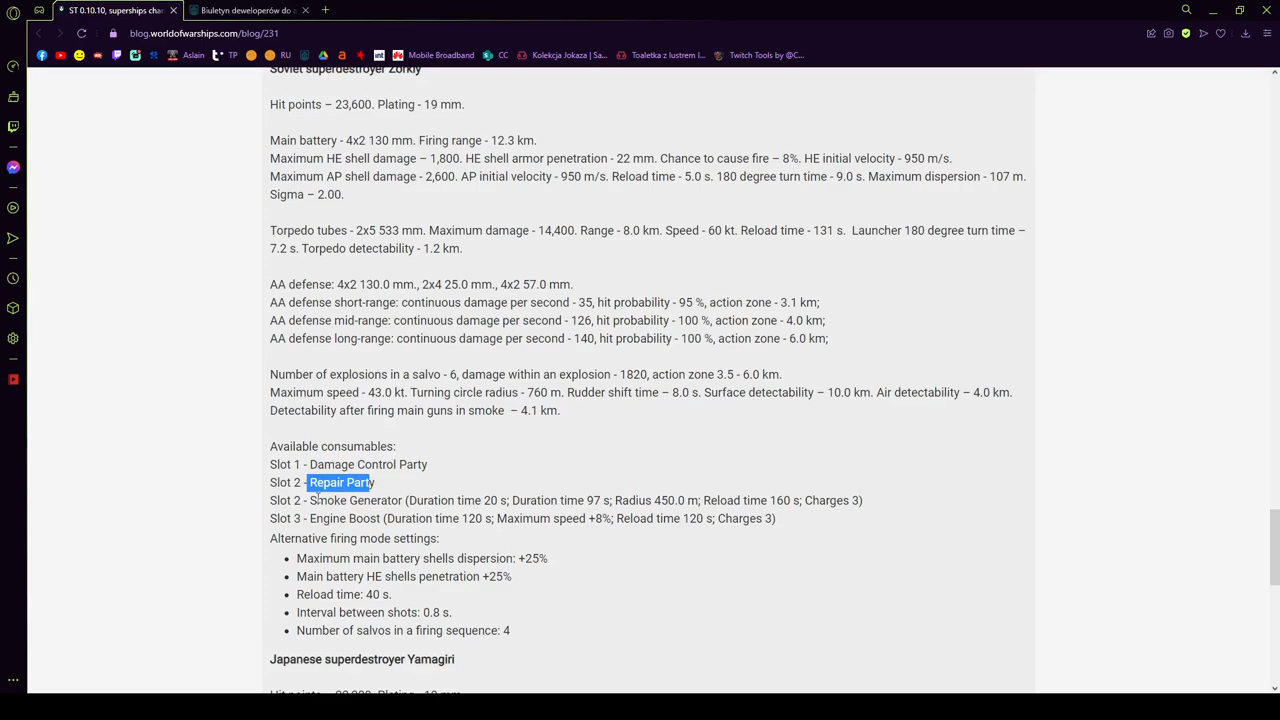 ST 0.10.10, superships cha
Biuletyn deweloperów do
blog.worldofwarships.com/blog/231
Aslain
TP
RU
Mobile Broadband
CC
Kolekcja Jokaza | Sa...
Toaletka z lustrem I...
Twitch Tools by @C...
Soviet superdestroyer Zorkiy
Hit points – 23,600. Plating - 19 mm.
Main battery - 4x2 130 mm. Firing range - 12.3 km.
Maximum HE shell damage – 1,800. HE shell armor penetration - 22 mm. Chance to cause fire – 8%. HE initial velocity - 950 m/s.
Maximum AP shell damage - 2,600. AP initial velocity - 950 m/s. Reload time - 5.0 s. 180 degree turn time - 9.0 s. Maximum dispersion - 107 m.
Sigma – 2.00.
Torpedo tubes - 2x5 533 mm. Maximum damage - 14,400. Range - 8.0 km. Speed - 60 kt. Reload time - 131 s. Launcher 180 degree turn time –
7.2 s. Torpedo detectability - 1.2 km.
AA defense: 4x2 130.0 mm., 2x4 25.0 mm., 4x2 57.0 mm.
AA defense short-range: continuous damage per second - 35, hit probability - 95 %, action zone - 3.1 km;
AA defense mid-range: continuous damage per second - 126, hit probability - 100 %, action zone - 4.0 km;
AA defense long-range: continuous damage per second - 140, hit probability - 100 %, action zone - 6.0 km;
Number of explosions in a salvo - 6, damage within an explosion - 1820, action zone 3.5 - 6.0 km.
Maximum speed - 43.0 kt. Turning circle radius - 760 m. Rudder shift time – 8.0 s. Surface detectability – 10.0 km. Air detectability – 4.0 km.
Detectability after firing main guns in smoke – 4.1 km.
Available consumables:
Slot 1 - Damage Control Party
Slot 2 - Repair Party
Slot 2 - Smoke Generator (Duration time 20 s; Duration time 97 s; Radius 450.0 m; Reload time 160 s; Charges 3)
Slot 3 - Engine Boost (Duration time 120 s; Maximum speed +8%; Reload time 120 s; Charges 3)
Alternative firing mode settings:
Maximum main battery shells dispersion: +25%
Main battery HE shells penetration +25%
Reload time: 40 s.
Interval between shots: 0.8 s.
Number of salvos in a firing sequence: 4
Japanese superdestroyer Yamagiri